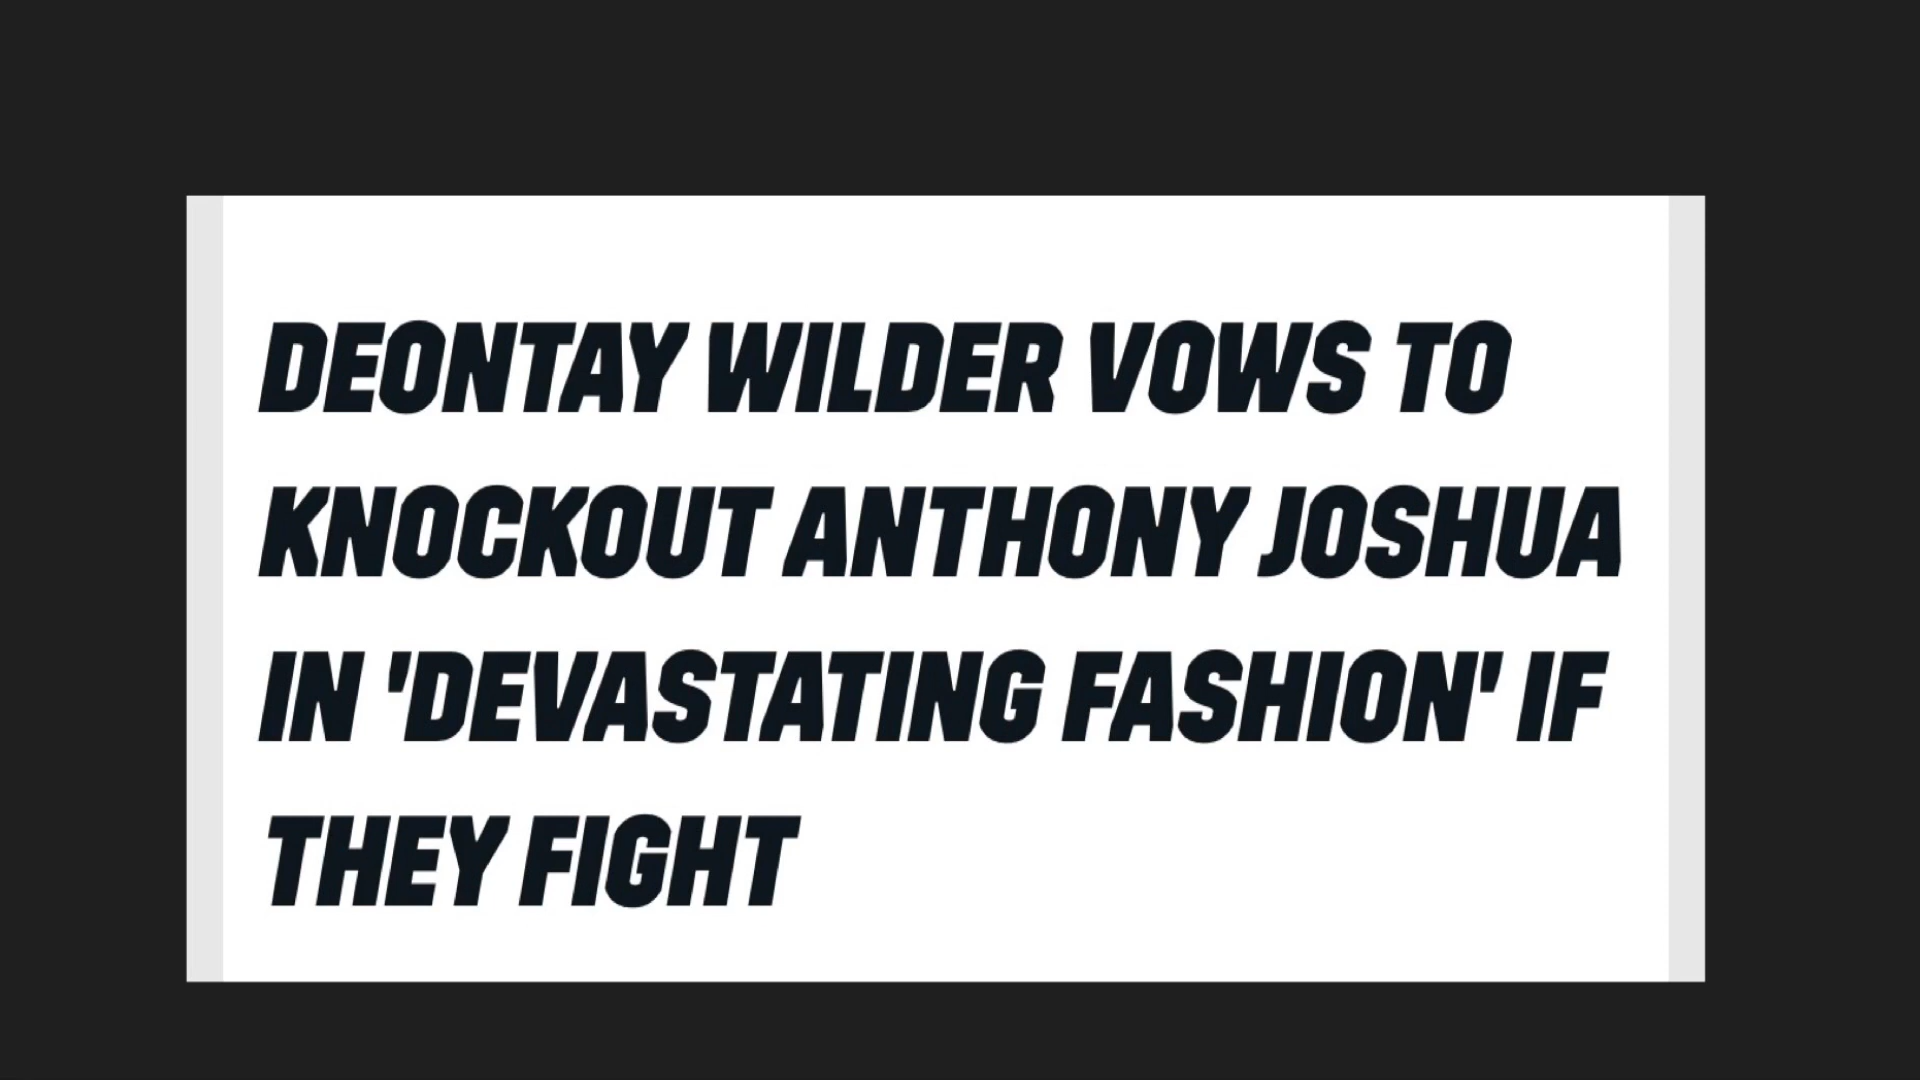 DEONTAY WILDER VOWS TO
KNOCKOUT ANTHONY JOSHUA
IN 'DEVASTATING FASHION' IF
THEY FIGHT